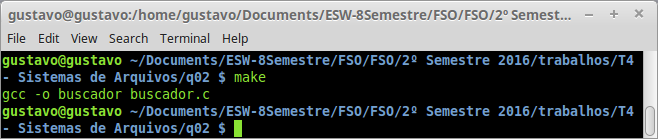 gustavo@gustavo:/home/gustavo/Documents/ESW-8Semestre/FSO/FSO/2º Semest...
File Edit View Search Terminal Help
gustavo@gustavo ~/Documents/ESW-8Semestre/FSO/FSO/2º Semestre 2016/trabalhos/T4
- Sistemas de Arquivos/q02 $ make
gcc -o buscador buscador.c
gustavo@gustavo ~/Documents/ESW-8Semestre/FSO/FSO/2º Semestre 2016/trabalhos/T4
- Sistemas de Arquivos/q02 $